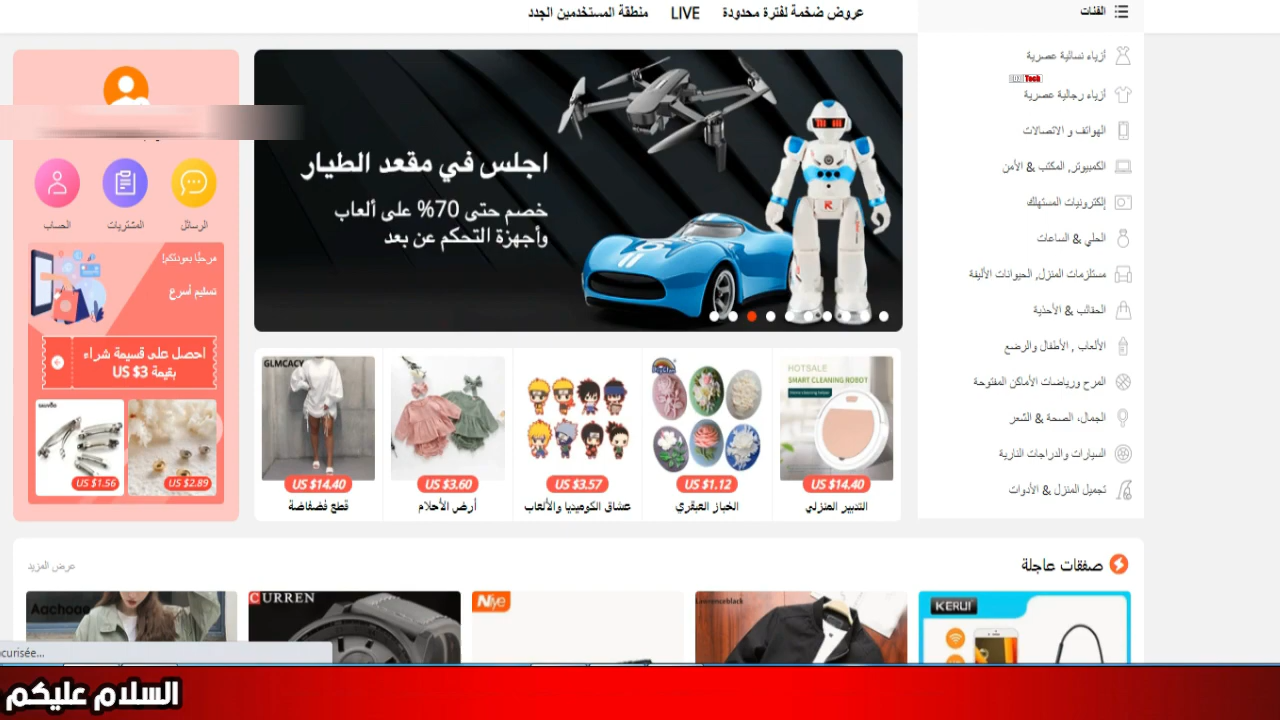 عروض ضخمة لفترة محدودة
LIVE
منطقة المستخدمين الجدد
الفئات
أزياء نسائية عصرية
Tech
أزياء رجالية عصرية
الهواتف و الاتصالات
الكمبيوتر, المكتب & الأمن
إلكترونيات المستهلك
الحلي & الساعات
مستلزمات المنزل, الحيوانات الأليفة
الحقائب & الأحذية
الألعاب , الأطفال والرضع
المرح ورياضات الأماكن المفتوحة
الجمال، الصحة & الشعر
السيارات والدراجات النارية
تجميل المنزل & الأدوات
اجلس في مقعد الطيار
خصم حتى 70% على ألعاب
وأجهزة التحكم عن بعد
الرسائل
المشتريات
الحساب
مرحبًا بعودتكم!
تسليم أسرع
احصل على قسيمة شراء
بقيمة US $3
US $2.89
US $1.56
HOTSALE
SMART CLEANING ROBOT
GLMCACY
US $14.40
US $1.12
US $3.57
US $3.60
US $14.40
التدبير المنزلي
الخباز العبقري
عشاق الكوميديا والألعاب
أرض الأحلام
قطع فضفاضة
صفقات عاجلة
عرض المزيد
KERUI
Lawrenceblack
Niye
CURREN
Aachoae
curisée...
السلام عليكم